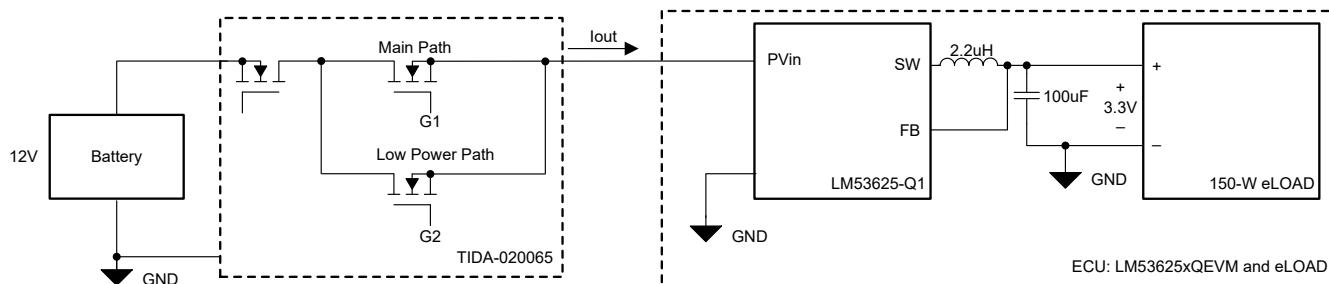 12V
Battery
GND
Main Path
G1
Low Power Path
G2
TIDA-020065
Iout
PVin
SW
FB
LM53625-Q1
GND
2.2uH
100uF
+
3.3V
–
GND
+
–
150-W eLOAD
ECU: LM53625xQEVM and eLOAD